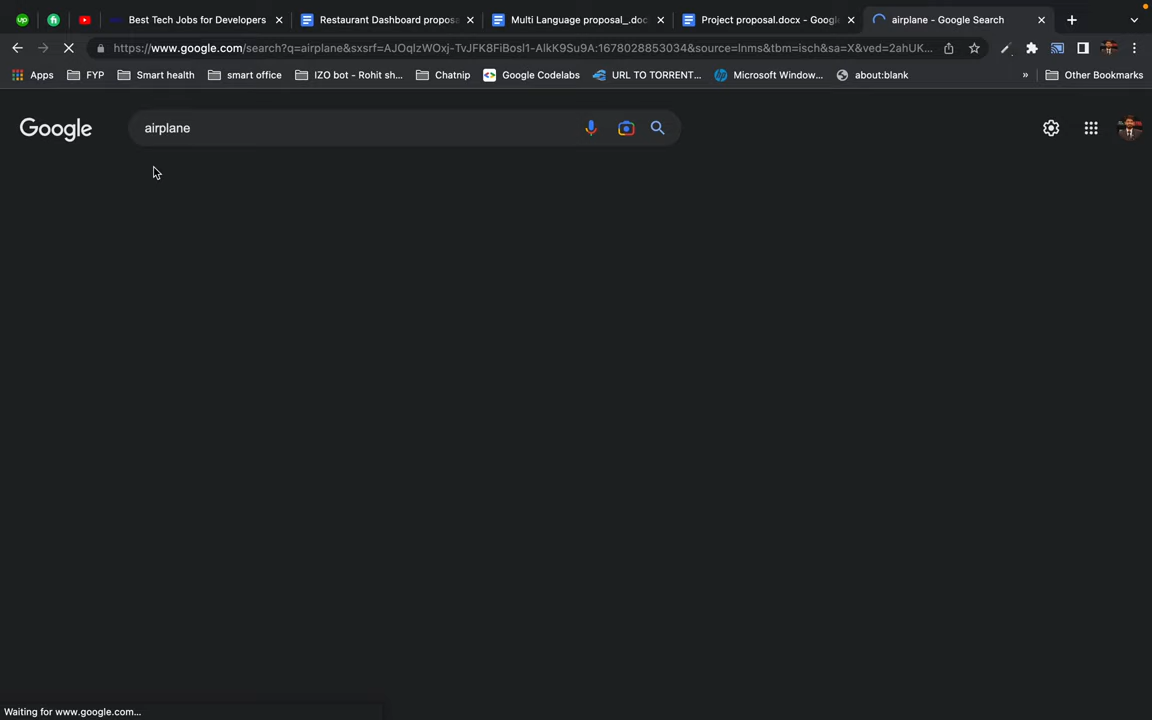 Best Tech Jobs for Developers
Restaurant Dashboard proposa
Multi Language proposal_.doc
Project proposal.docx - Google
airplane - Google Search
https://www.google.com/search?q=airplane&sxsrf=AJOqlzWOxj-TvJFK8FiBosl1-AlkK9Su9A:1678028853034&source=lnms&tbm=isch&sa=X&ved=2ahUK...
Apps
FYP
Smart health
smart office
IZO bot - Rohit sh...
Chatnip
Google Codelabs
URL TO TORRENT...
Microsoft Window...
about:blank
»
Other Bookmarks
Google
airplane
Waiting for www.google.com...